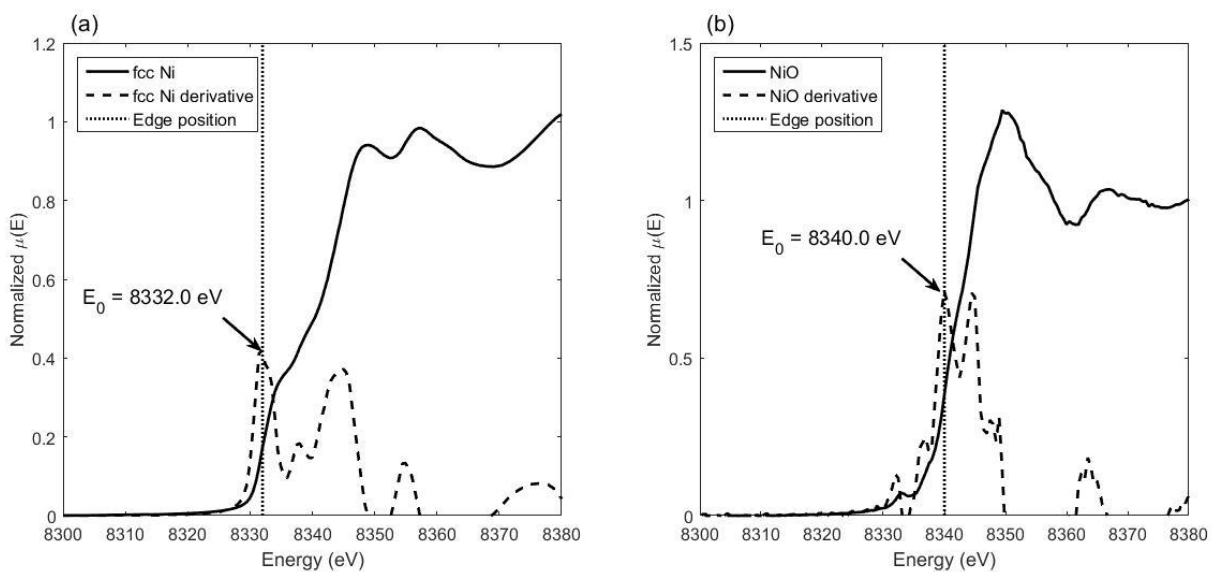 (a)
1.2
1
0.8
0.6
0.4
0.2
0
Normalized μ(E)
fcc Ni
fcc Ni derivative
Edge position
E₀ = 8332.0 eV
8300 8310 8320 8330 8340 8350 8360 8370 8380
Energy (eV)
(b)
1.5
1
0.5
0
Normalized μ(E)
NiO
NiO derivative
Edge position
E₀ = 8340.0 eV
8300 8310 8320 8330 8340 8350 8360 8370 8380
Energy (eV)